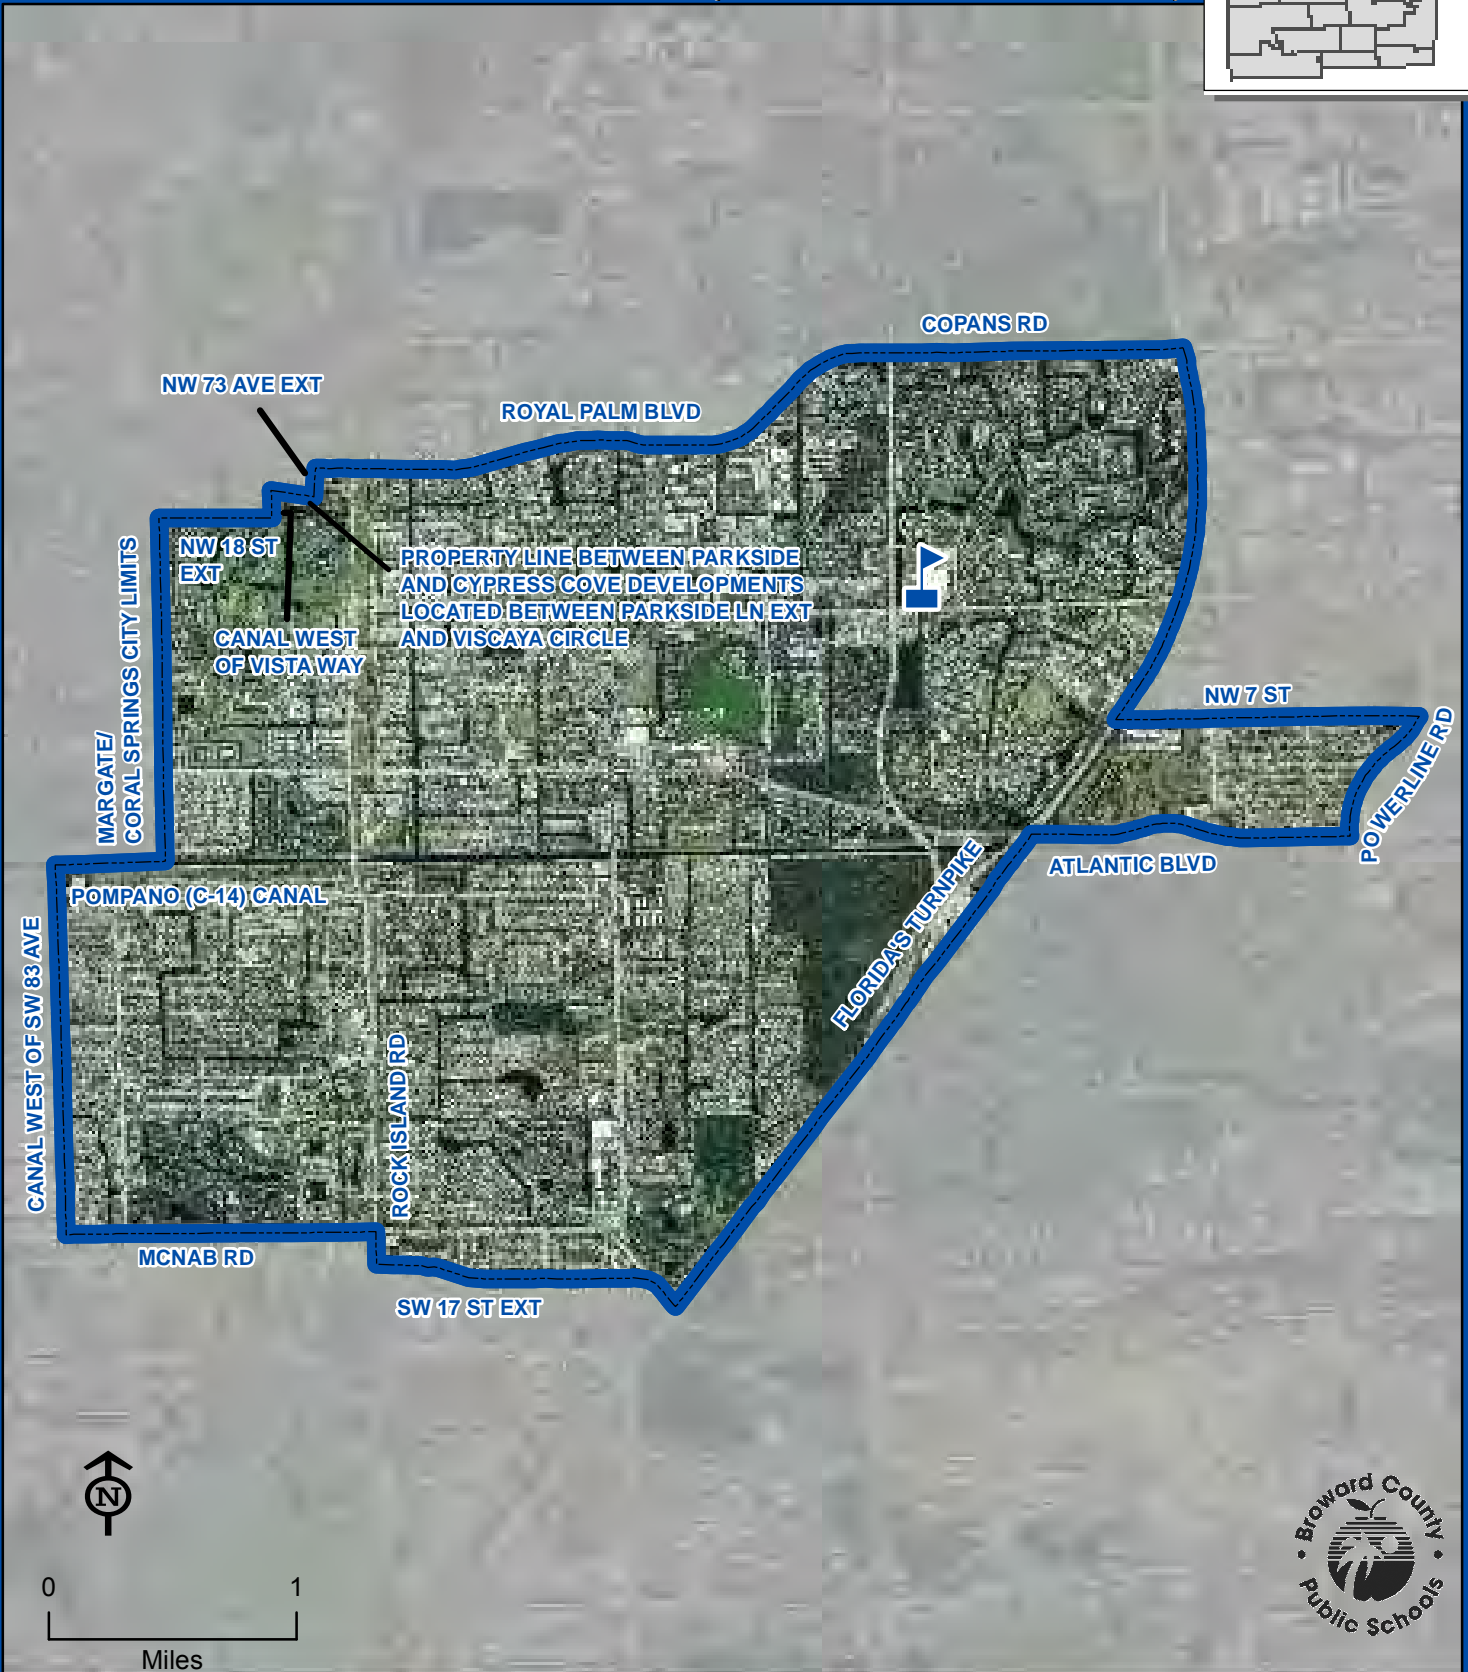 COPANS RD
NW 73 AVE EXT
ROYAL PALM BLVD
NW 18 ST
EXT
PROPERTY LINE BETWEEN PARKSIDE
AND CYPRESS COVE DEVELOPMENTS
LOCATED BETWEEN PARKSIDE LN EXT
AND VISCAYA CIRCLE
CANAL WEST
OF VISTA WAY
MARGATE/
CORAL SPRINGS CITY LIMITS
NW 7 ST
POWERLINE RD
ATLANTIC BLVD
FLORIDA'S TURNPIKE
POMPANO (C-14) CANAL
CANAL WEST OF SW 83 AVE
ROCK ISLAND RD
MCNAB RD
SW 17 ST EXT
N
0 1
Miles
Broward County
Public Schools